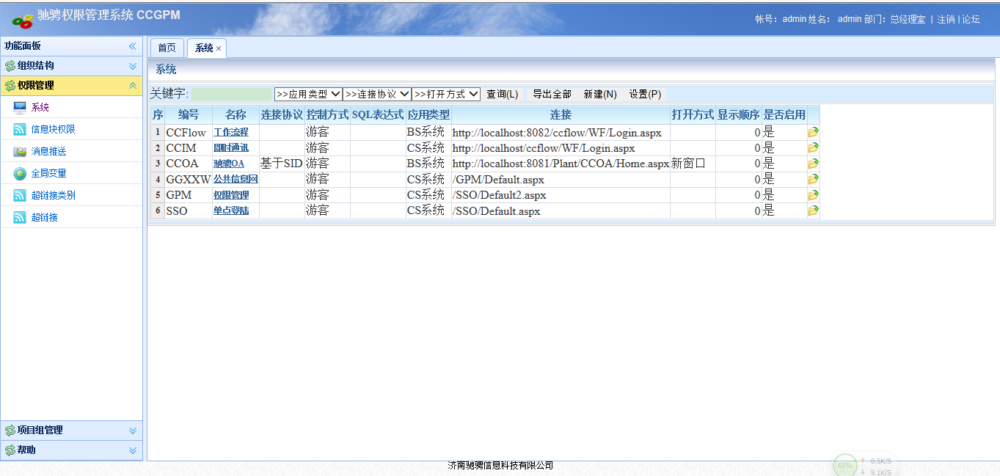 驰骋权限管理系统 CCGPM
帐号： admin 姓名： admin 部门： 总经理室 | 注销 | 论坛
功能面板
组织结构
权限管理
系统
信息块权限
消息推送
全局变量
超链接类别
超链接
项目组管理
帮助
首页 系统 ×
系统
关键字: >>应用类型 >>连接协议 >>打开方式 查询(L) 导出全部 新建(N) 设置(P)
序 编号 名称 连接协议 控制方式 SQL表达式 应用类型 连接 打开方式 显示顺序 是否启用
1 CCFlow 工作流程 游客 BS系统 http://localhost:8082/ccflow/WF/Login.aspx 0 是
2 CCIM 即时通讯 游客 CS系统 http://localhost/ccflow/WF/Login.aspx 0 是
3 CCOA 驰骋OA 基于SID 游客 BS系统 http://localhost:8081/Plant/CCOA/Home.aspx 新窗口 0 是
4 GGXXW 公共信息网 游客 CS系统 /GPM/Default.aspx 0 是
5 GPM 权限管理 游客 CS系统 /SSO/Default2.aspx 0 是
6 SSO 单点登陆 游客 CS系统 /SSO/Default.aspx 0 是
济南驰骋信息科技有限公司
65% 0.5K/S
9.1K/S